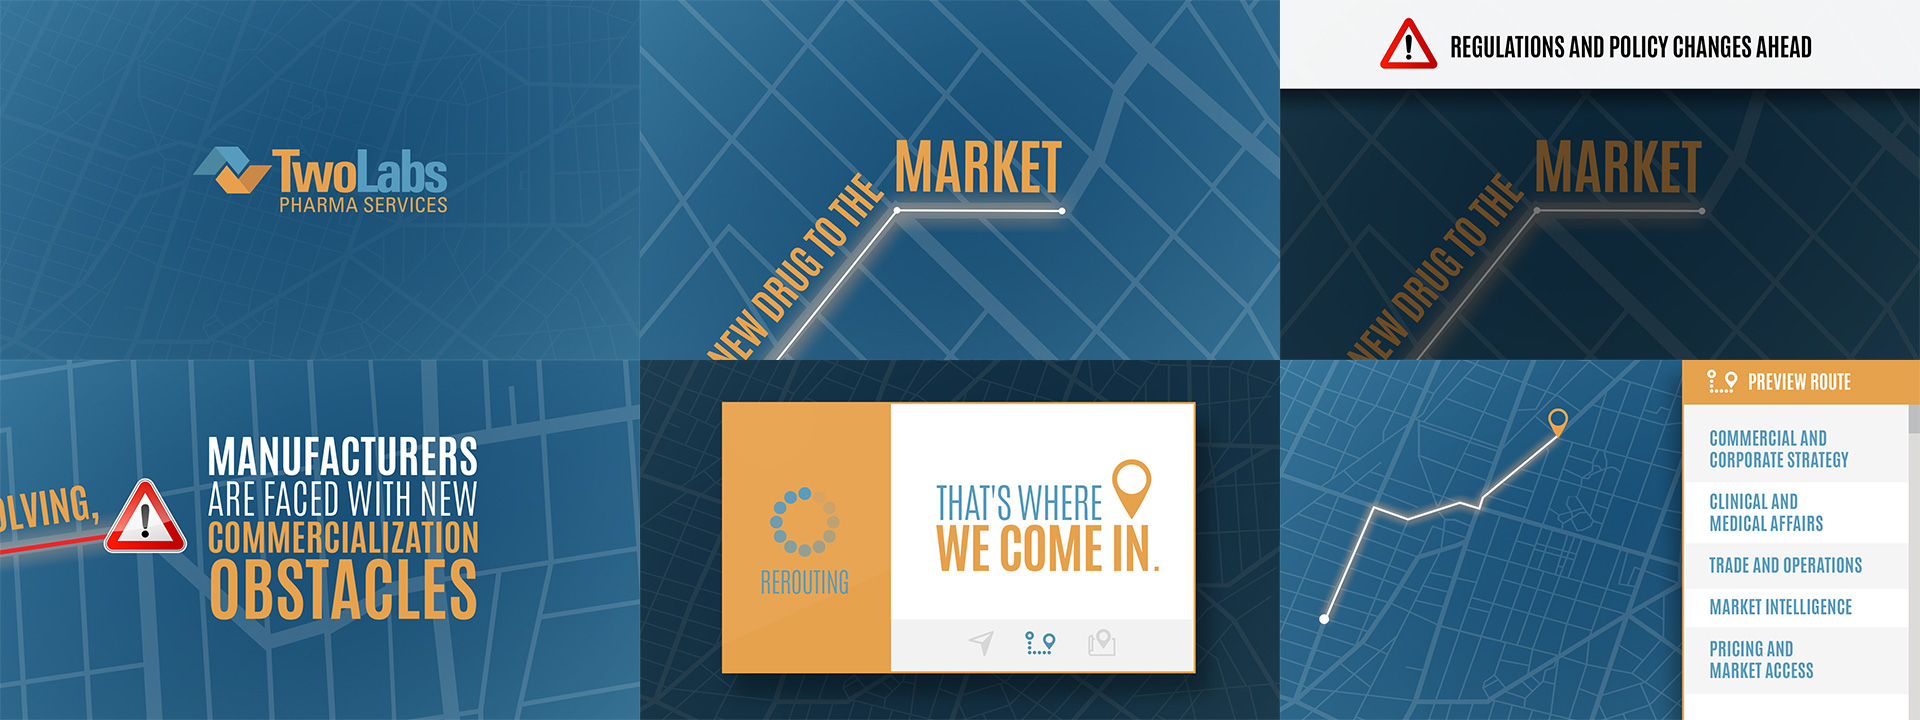 TwoLabs
PHARMA SERVICES
NEW DRUG TO THE
MARKET
REGULATIONS AND POLICY CHANGES AHEAD
NEW DRUG TO THE
MARKET
OLVING,
MANUFACTURERS
ARE FACED WITH NEW
COMMERCIALIZATION
OBSTACLES
REROUTING
THAT'S WHERE
WE COME IN.
PREVIEW ROUTE
COMMERCIAL AND
CORPORATE STRATEGY
CLINICAL AND
MEDICAL AFFAIRS
TRADE AND OPERATIONS
MARKET INTELLIGENCE
PRICING AND
MARKET ACCESS